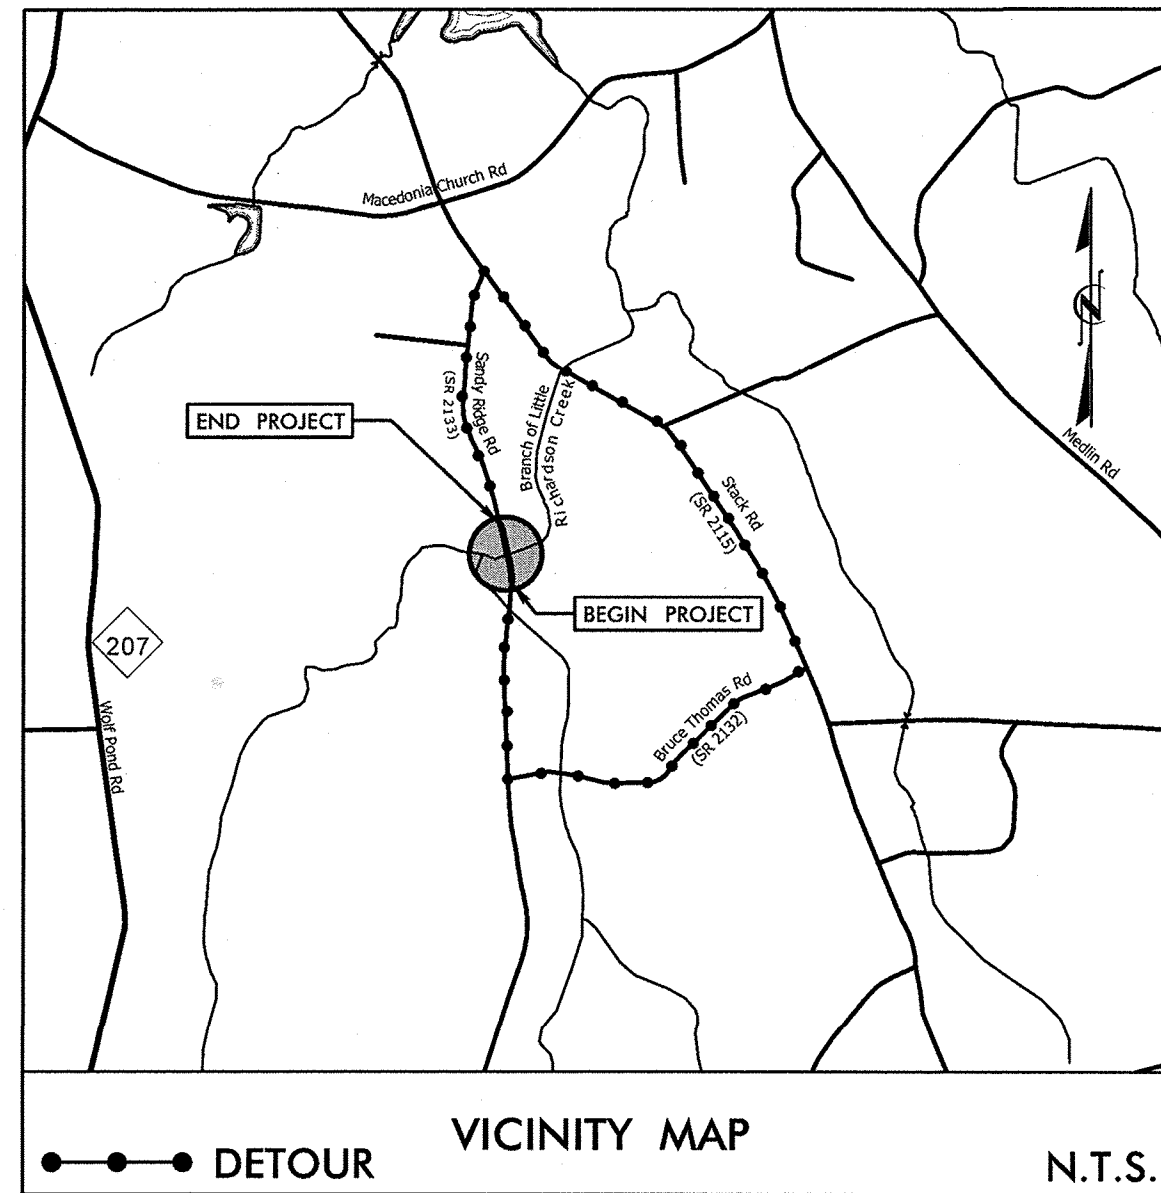 Macedonia Church Rd
N
Sandy Ridge Rd
(SR 2133)
Branch of Little
Richardson Creek
END PROJECT
Medlin Rd
Stack Rd
(SR 2115)
BEGIN PROJECT
207
Wolf Pond Rd
Bruce Thomas Rd
(SR 2132)
VICINITY MAP
DETOUR
N.T.S.